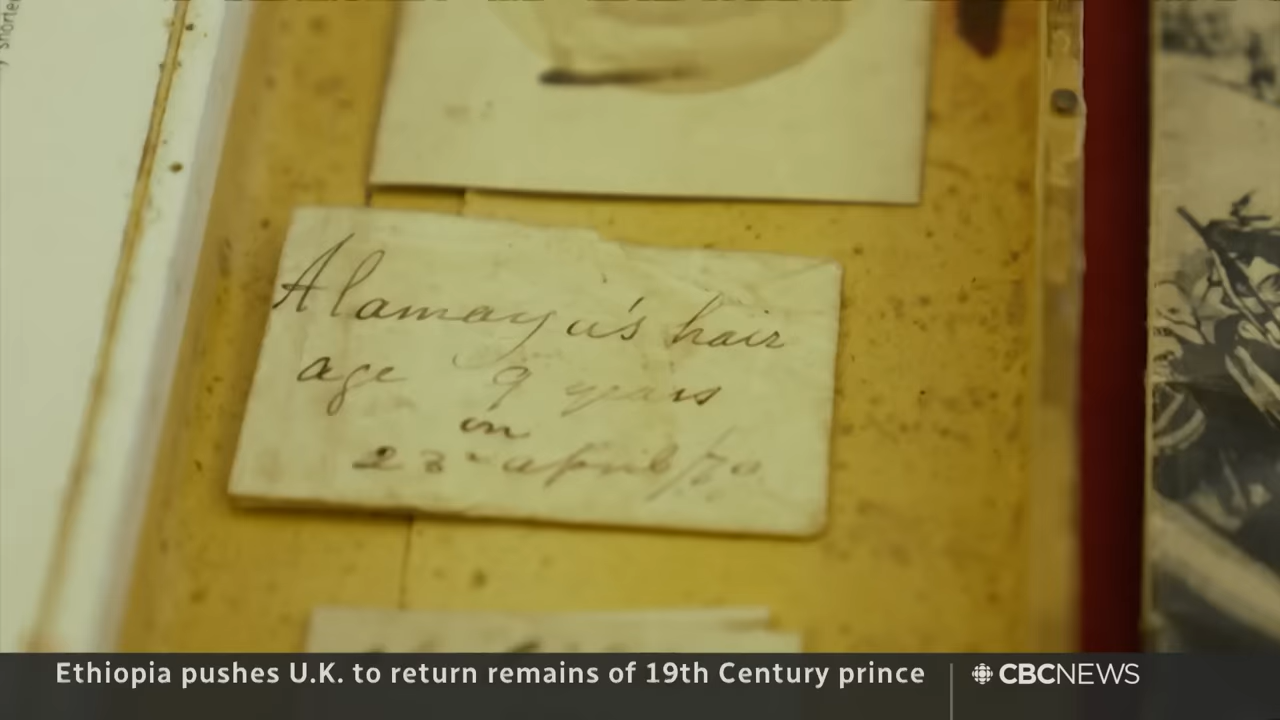 Alamayu's hair
age 9 years
on
23rd april/70
Ethiopia pushes U.K. to return remains of 19th Century prince
CBCNEWS